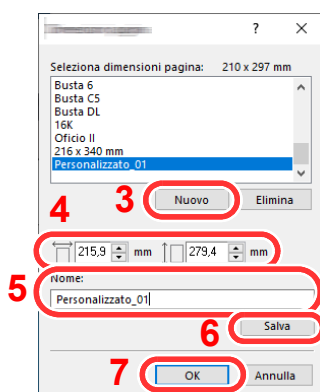 ? ×
Seleziona dimensioni pagina: 210 x 297 mm
Busta 6
Busta C5
Busta DL
16K
Oficio II
216 x 340 mm
Personalizzato_01
3 Nuovo Elimina
4
215,9 mm 279,4 mm
5 Nome:
Personalizzato_01
6 Salva
7 OK Annulla